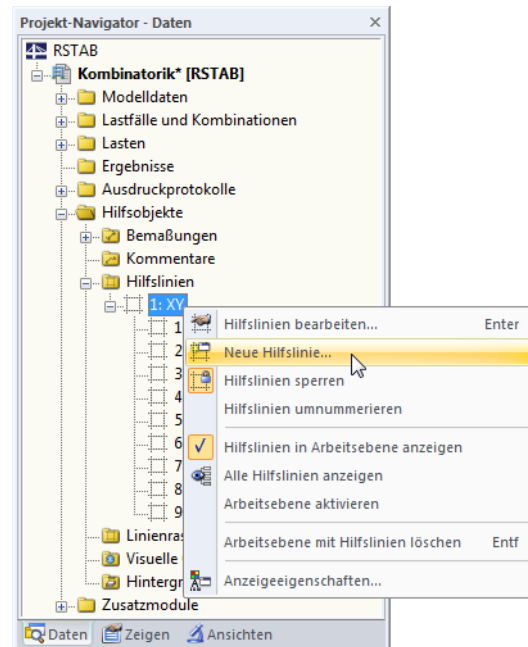 Projekt-Navigator - Daten
RSTAB
Kombinatorik* [RSTAB]
Modelldaten
Lastfälle und Kombinationen
Lasten
Ergebnisse
Ausdruckprotokolle
Hilfsobjekte
Bemaßungen
Kommentare
Hilfslinien
1: XY
1
Hilfslinien bearbeiten... Enter
2
Neue Hilfslinie...
3
Hilfslinien sperren
4
Hilfslinien umnummerieren
5
6
Hilfslinien in Arbeitsebene anzeigen
7
Alle Hilfslinien anzeigen
8
Arbeitsebene aktivieren
9
Arbeitsebene mit Hilfslinien löschen Entf
Visuelle
Anzeigeeigenschaften...
Zusatzmodule
Daten Zeigen Ansichten